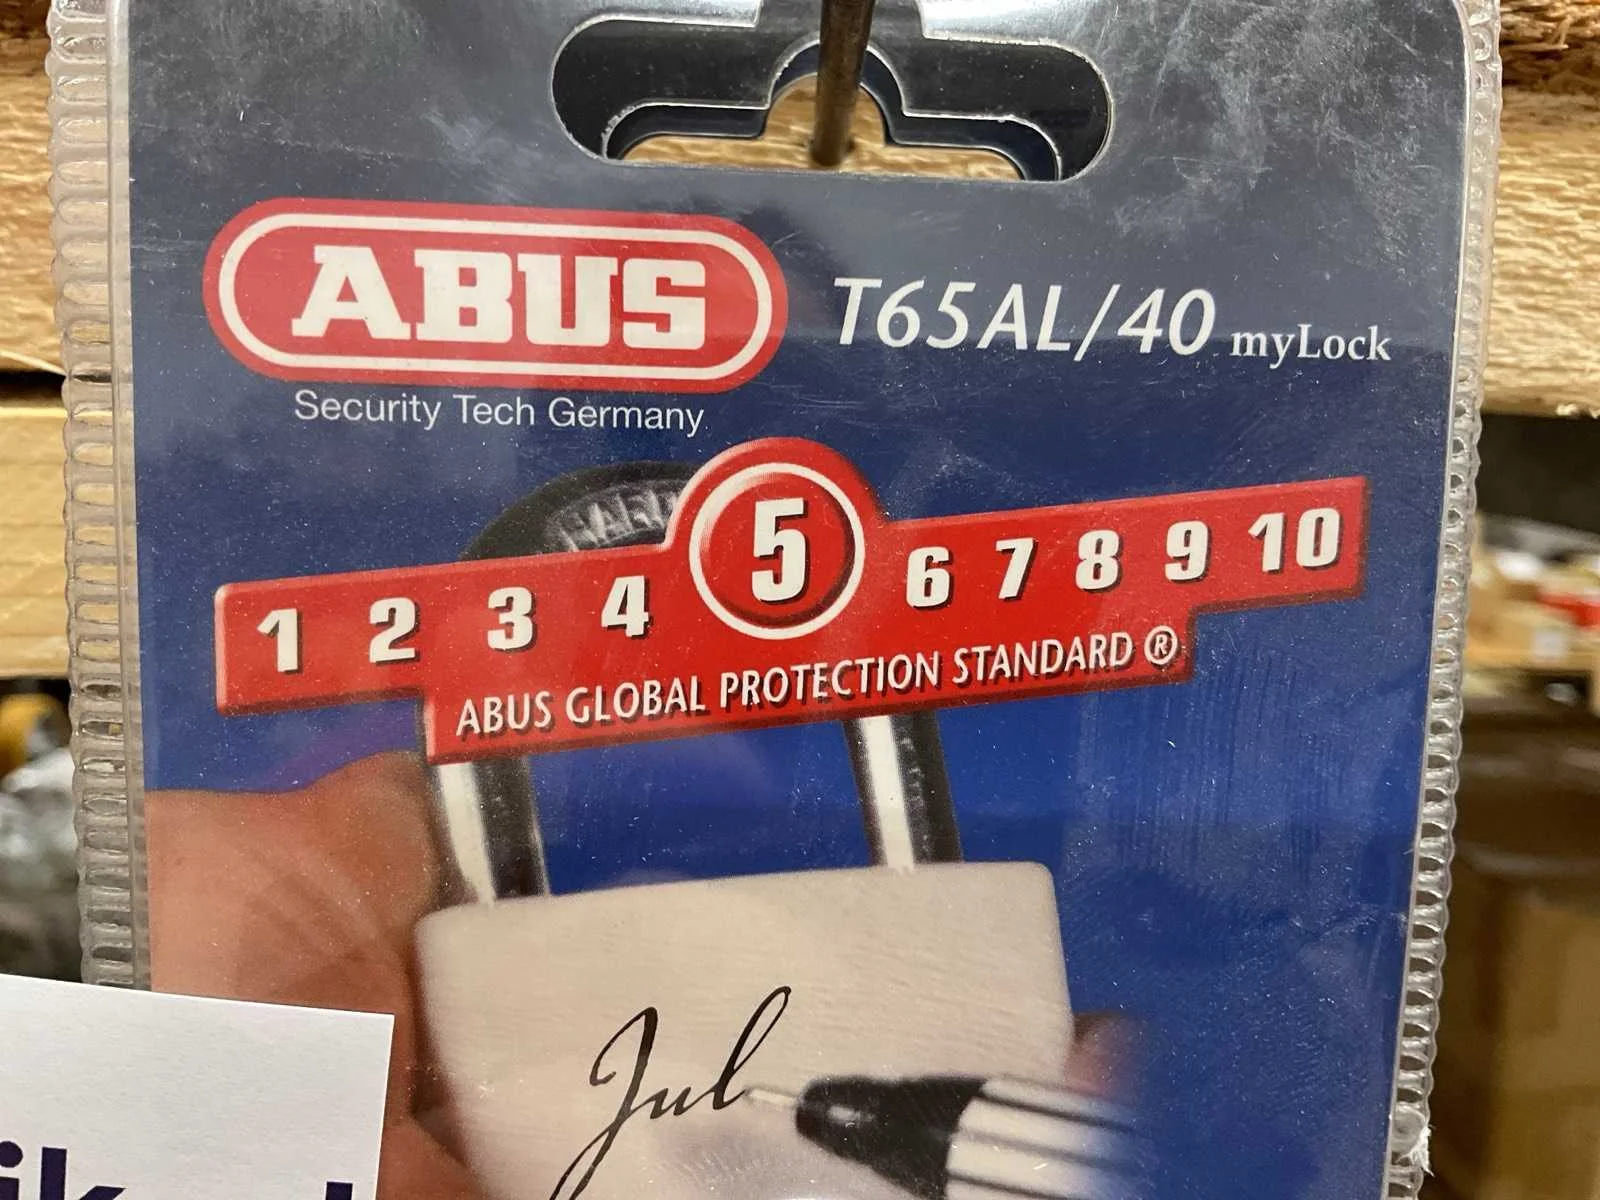 ABUS
T65AL/40 myLock
Security Tech Germany
1 2 3 4 5 6 7 8 9 10
ABUS GLOBAL PROTECTION STANDARD ®
Jul